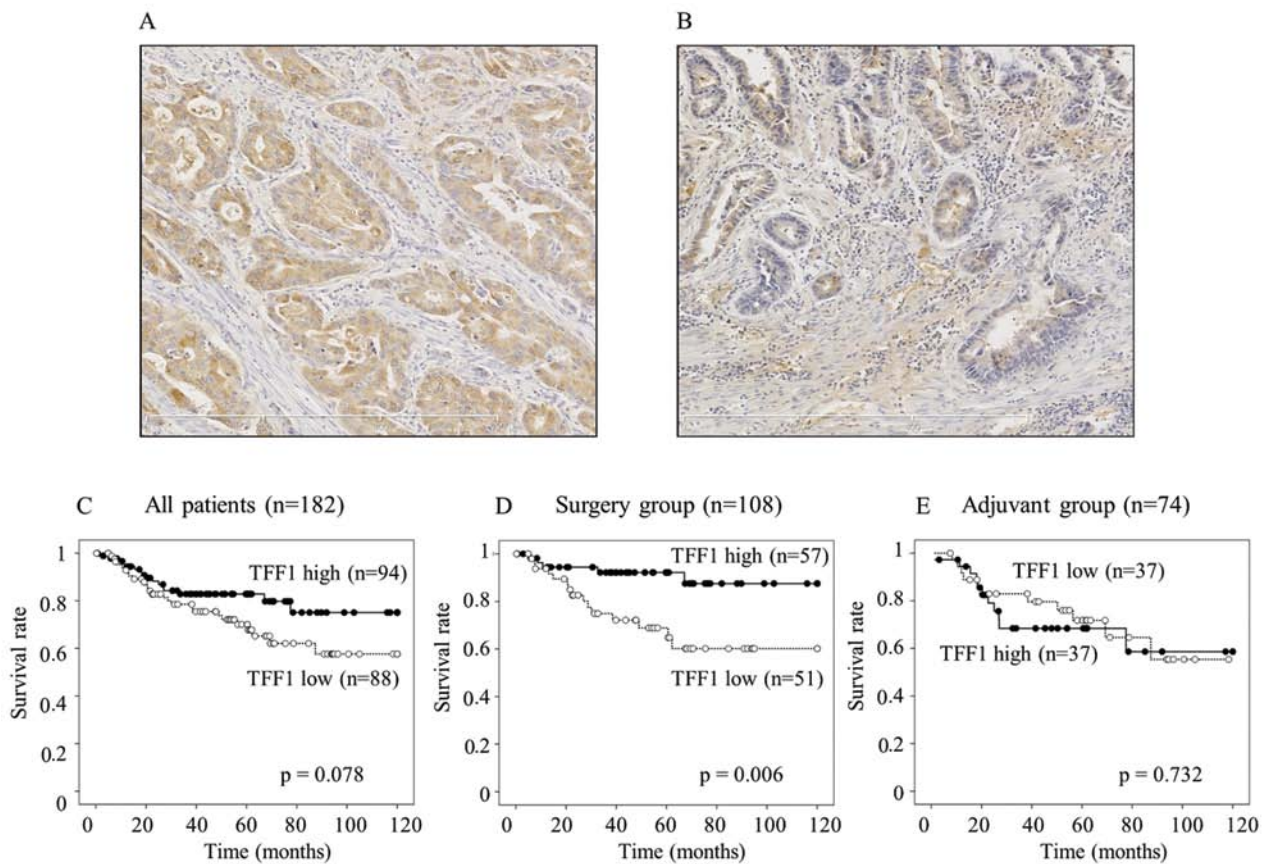 A
B
C All patients (n=182)
1
0.8
0.6
0.4
0.2
0
Survival rate
TFF1 high (n=94)
TFF1 low (n=88)
p = 0.078
0 20 40 60 80 100 120
Time (months)
D Surgery group (n=108)
1
0.8
0.6
0.4
0.2
0
Survival rate
TFF1 high (n=57)
TFF1 low (n=51)
p = 0.006
0 20 40 60 80 100 120
Time (months)
E Adjuvant group (n=74)
1
0.8
0.6
0.4
0.2
0
Survival rate
TFF1 low (n=37)
TFF1 high (n=37)
p = 0.732
0 20 40 60 80 100 120
Time (months)